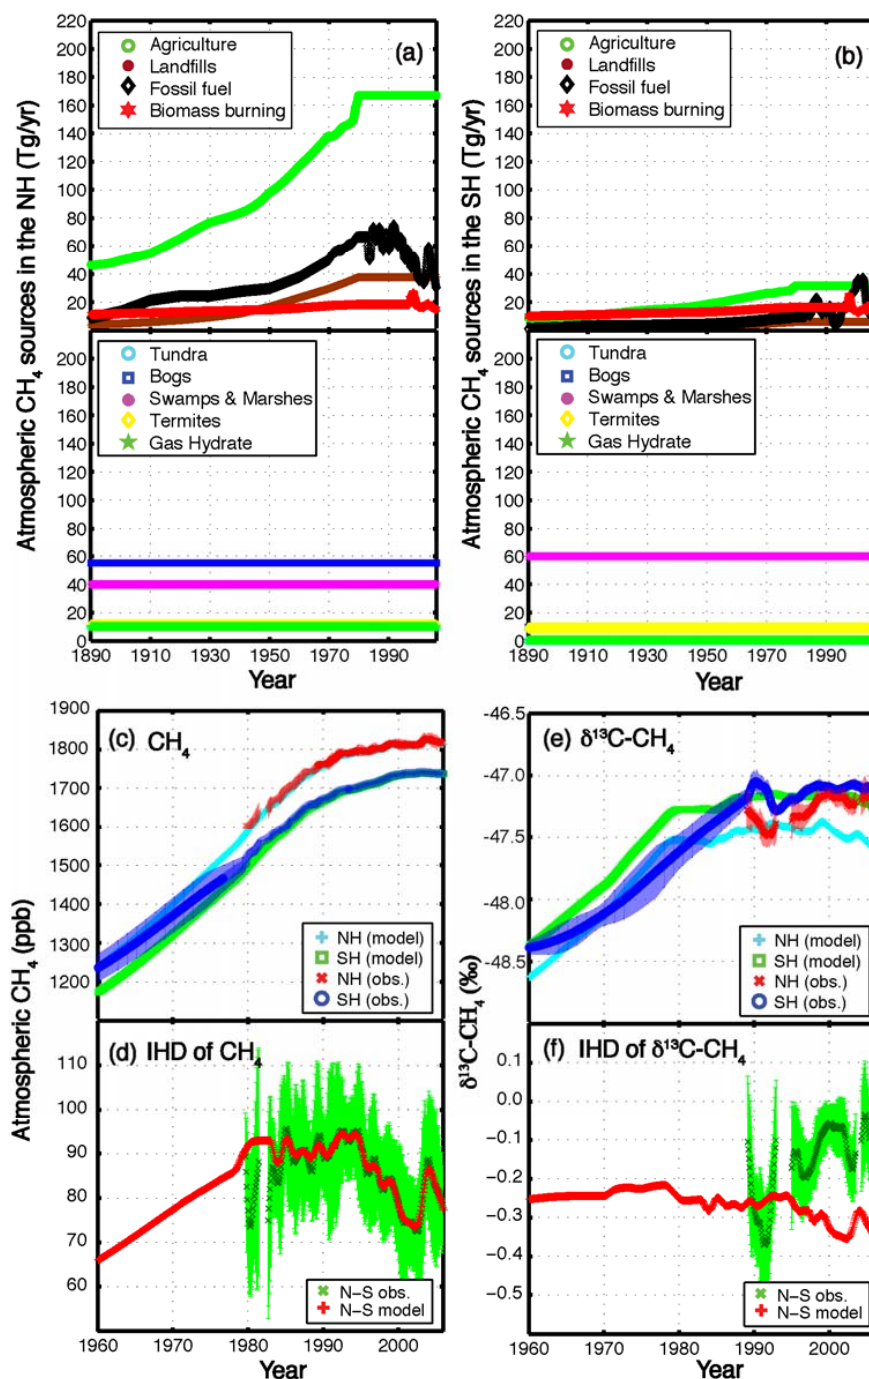 Atmospheric CH4 sources in the NH (Tg/yr)
220
200
180
160
140
120
100
80
60
40
20
Agriculture
Landfills
Fossil fuel
Biomass burning
(a)
200
180
160
140
120
100
80
60
40
20
0
Tundra
Bogs
Swamps & Marshes
Termites
Gas Hydrate
1890 1910 1930 1950 1970 1990
Year
Atmospheric CH4 sources in the SH (Tg/yr)
220
200
180
160
140
120
100
80
60
40
20
Agriculture
Landfills
Fossil fuel
Biomass burning
(b)
200
180
160
140
120
100
80
60
40
20
0
Tundra
Bogs
Swamps & Marshes
Termites
Gas Hydrate
1890 1910 1930 1950 1970 1990
Year
Atmospheric CH4 (ppb)
1900
1800
1700
1600
1500
1400
1300
1200
(c) CH4
NH (model)
SH (model)
NH (obs.)
SH (obs.)
110
100
90
80
70
60
(d) IHD of CH4
N-S obs.
N-S model
1960 1970 1980 1990 2000
Year
δ13C-CH4 (‰)
-46.5
-47.0
-47.5
-48.0
-48.5
(e) δ13C-CH4
NH (model)
SH (model)
NH (obs.)
SH (obs.)
0.1
0.0
-0.1
-0.2
-0.3
-0.4
-0.5
(f) IHD of δ13C-CH4
N-S obs.
N-S model
1960 1970 1980 1990 2000
Year